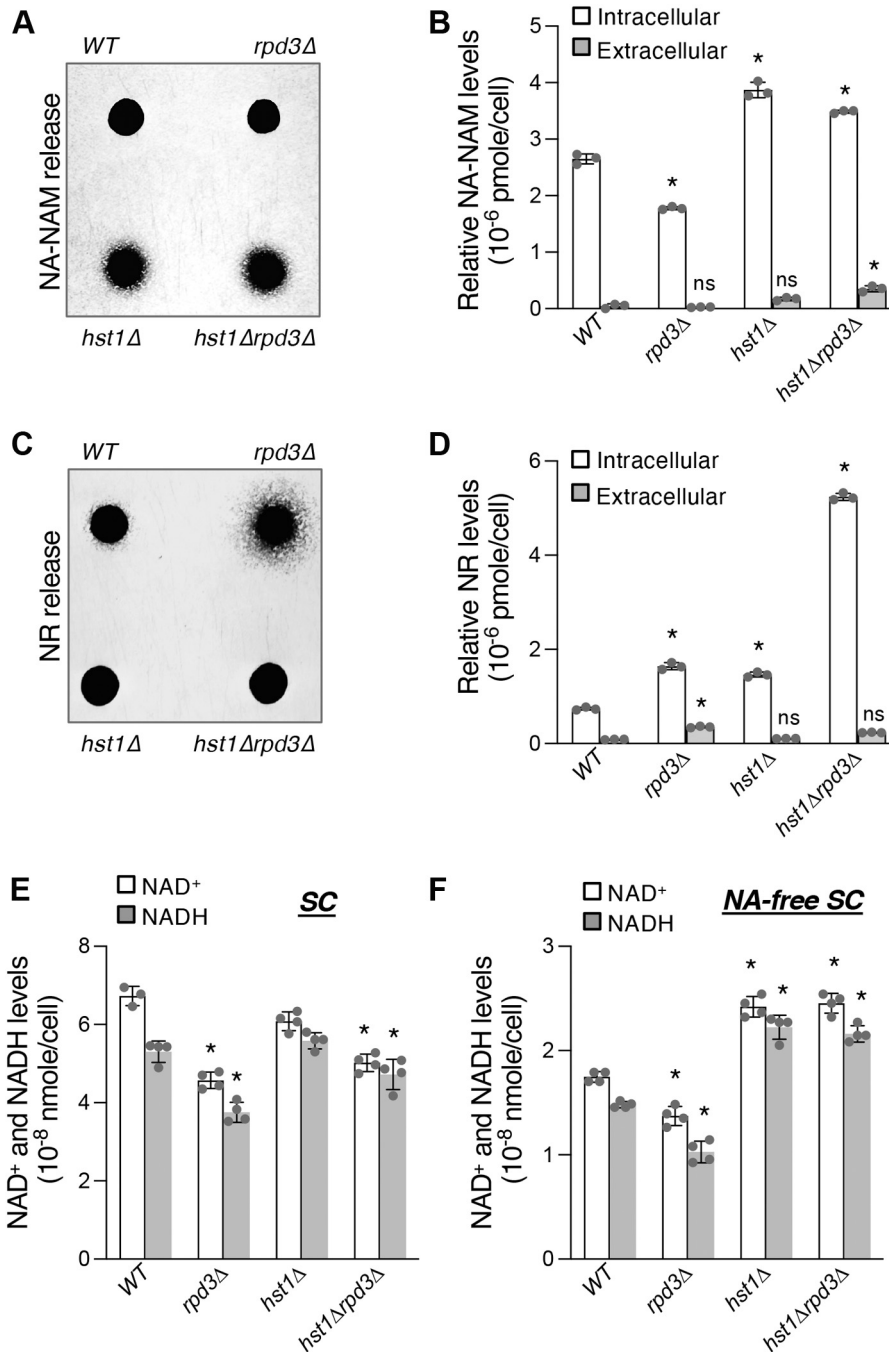 A
WT
rpd3Δ
NA-NAM release
hst1Δ
hst1Δrpd3Δ
B
Intracellular
Extracellular
Relative NA-NAM levels
(10⁻⁶ pmole/cell)
5
4
3
2
1
0
*
*
ns
*
ns
*
*
WT
rpd3Δ
hst1Δ
hst1Δrpd3Δ
C
WT
rpd3Δ
NR release
hst1Δ
hst1Δrpd3Δ
D
Intracellular
Extracellular
Relative NR levels
(10⁻⁶ pmole/cell)
6
4
2
0
*
*
*
ns
*
ns
WT
rpd3Δ
hst1Δ
hst1Δrpd3Δ
E
NAD⁺
NADH
SC
NAD⁺ and NADH levels
(10⁻⁸ nmole/cell)
8
6
4
6
0
*
*
*
*
WT
rpd3Δ
hst1Δ
hst1Δrpd3Δ
F
NAD⁺
NADH
NA-free SC
NAD⁺ and NADH levels
(10⁻⁸ nmole/cell)
3
2
1
0
*
*
*
*
*
*
WT
rpd3Δ
hst1Δ
hst1Δrpd3Δ